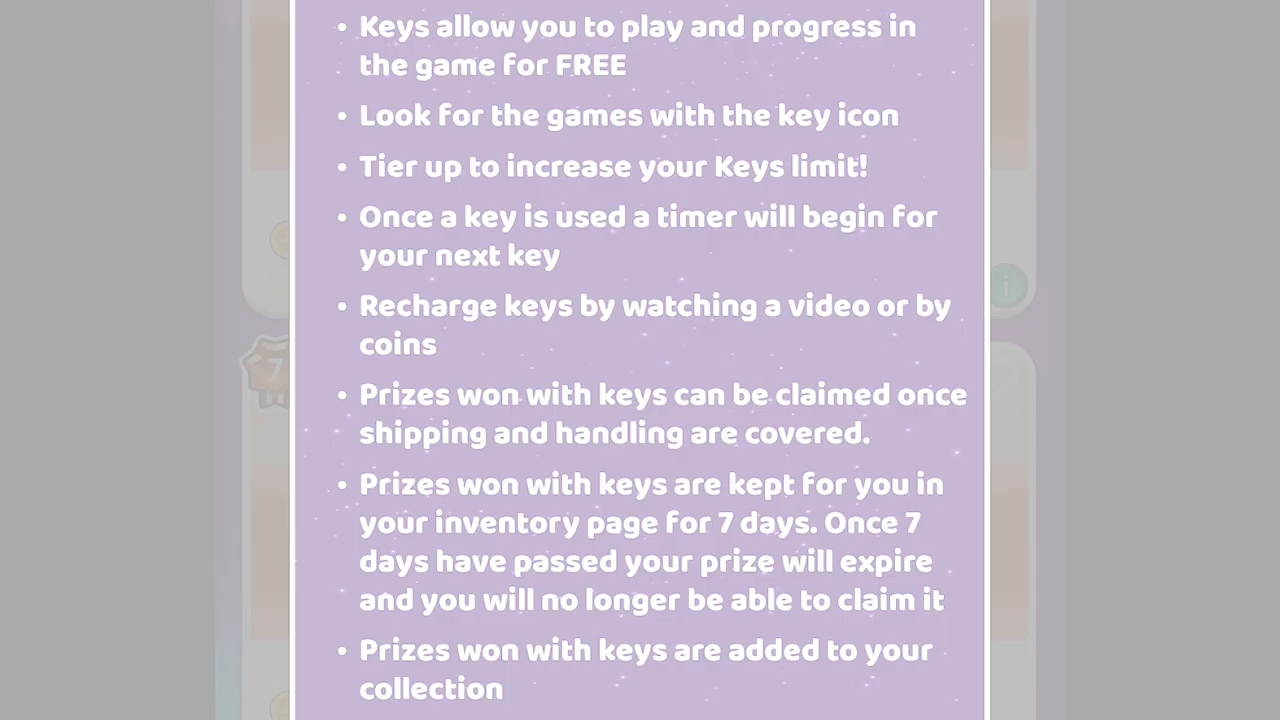 • Keys allow you to play and progress in
the game for FREE
• Look for the games with the key icon
• Tier up to increase your Keys limit!
• Once a key is used a timer will begin for
your next key
• Recharge keys by watching a video or by
coins
• Prizes won with keys can be claimed once
shipping and handling are covered.
• Prizes won with keys are kept for you in
your inventory page for 7 days. Once 7
days have passed your prize will expire
and you will no longer be able to claim it
• Prizes won with keys are added to your
collection
7
i